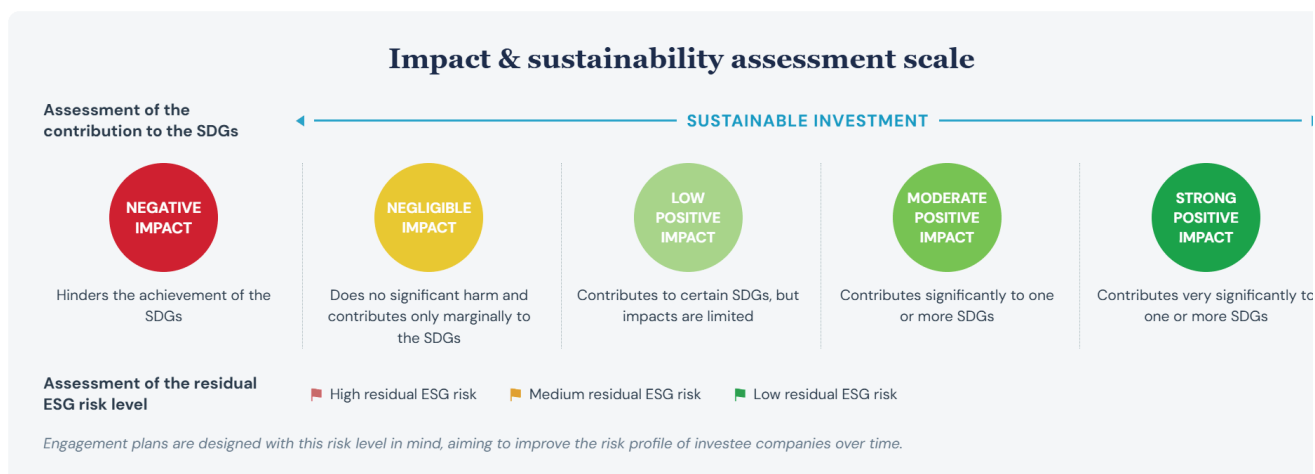 Impact & sustainability assessment scale
Assessment of the
contribution to the SDGs
SUSTAINABLE INVESTMENT
NEGATIVE
IMPACT
Hinders the achievement of the
SDGs
NEGLIGIBLE
IMPACT
Does no significant harm and
contributes only marginally to
the SDGs
LOW
POSITIVE
IMPACT
Contributes to certain SDGs, but
impacts are limited
MODERATE
POSITIVE
IMPACT
Contributes significantly to one
or more SDGs
STRONG
POSITIVE
IMPACT
Contributes very significantly to
one or more SDGs
Assessment of the residual
ESG risk level
High residual ESG risk
Medium residual ESG risk
Low residual ESG risk
Engagement plans are designed with this risk level in mind, aiming to improve the risk profile of investee companies over time.